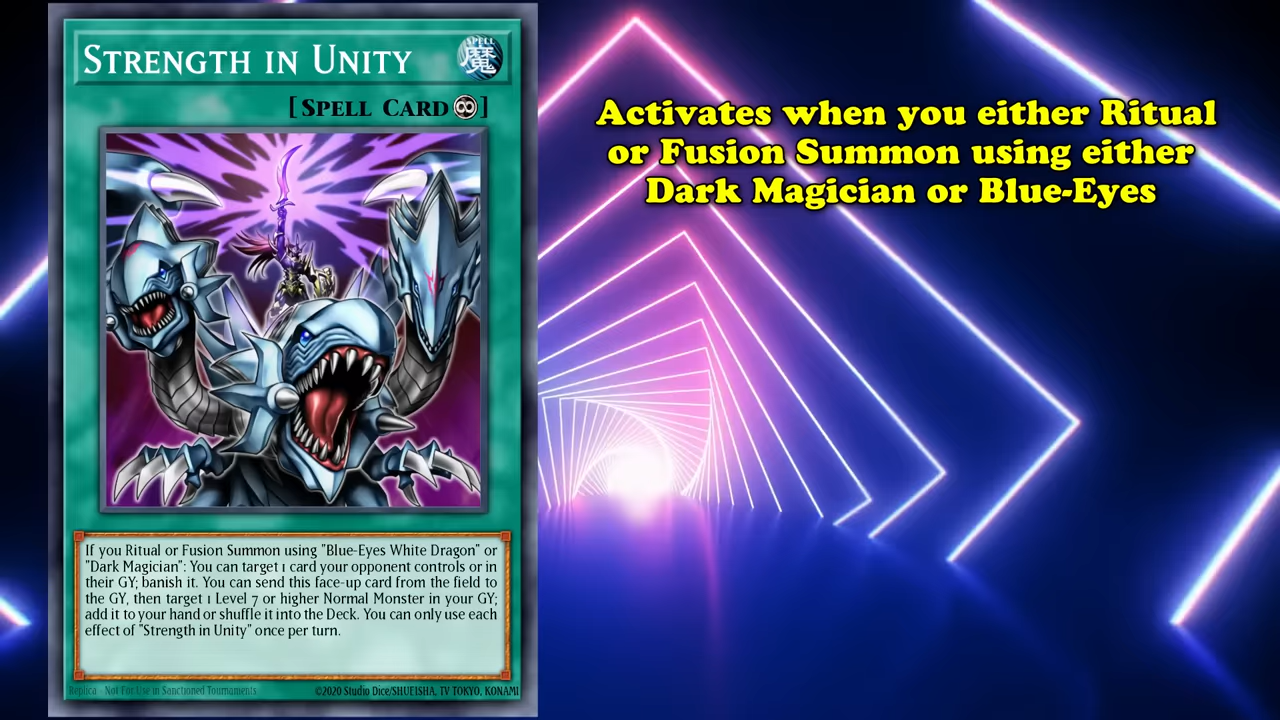 STRENGTH IN UNITY
SPELL
魔
[SPELL CARD ]
If you Ritual or Fusion Summon using "Blue-Eyes White Dragon" or
"Dark Magician": You can target 1 card your opponent controls or in
their GY; banish it. You can send this face-up card from the field to
the GY, then target 1 Level 7 or higher Normal Monster in your GY;
add it to your hand or shuffle it into the Deck. You can only use each
effect of "Strength in Unity" once per turn.
Replica - Not For Use in Sanctioned Tournaments
©2020 Studio Dice/SHUEISHA, TV TOKYO, KONAMI
Activates when you either Ritual
or Fusion Summon using either
Dark Magician or Blue-Eyes